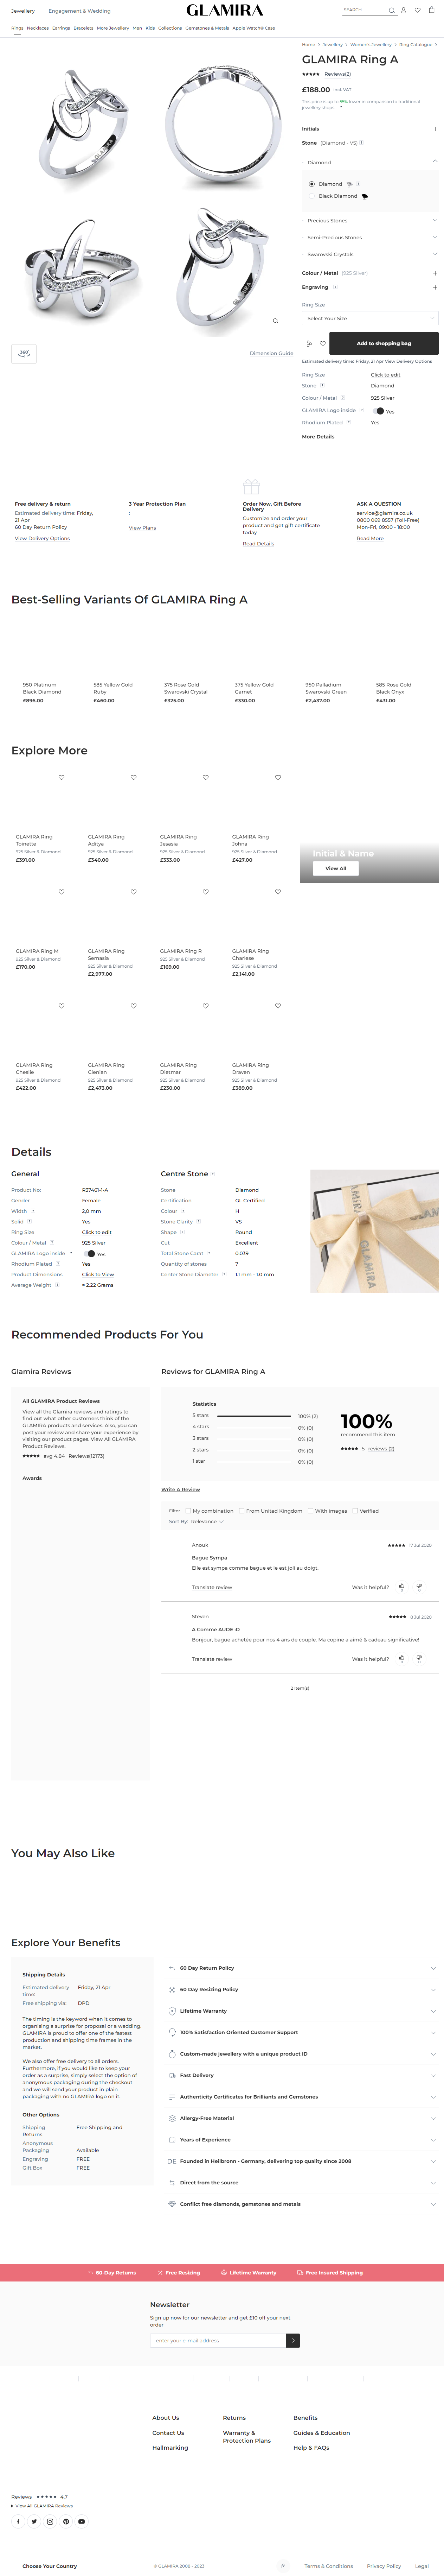 Jewellery
Engagement & Wedding
GLAMIRA
SEARCH
Rings Necklaces Earrings Bracelets More Jewellery Men Kids Collections Gemstones & Metals Apple Watch® Case
Home > Jewellery > Women's Jewellery > Ring Catalogue >
GLAMIRA Ring A
Reviews(2)
£188.00 Incl. VAT
This price is up to 55% lower in comparison to traditional
jewellery shops. ?
Initials
Stone (Diamond - VS) ?
Diamond
Diamond ?
Black Diamond
Precious Stones
Semi-Precious Stones
Swarovski Crystals
Colour / Metal (925 Silver)
Engraving ?
Ring Size
Select Your Size
360°
Dimension Guide
Add to shopping bag
Estimated delivery time: Friday, 21 Apr View Delivery Options
Ring Size Click to edit
Stone ? Diamond
Colour / Metal ? 925 Silver
GLAMIRA Logo Inside ? Yes
Rhodium Plated ? Yes
More Details
Free delivery & return
Estimated delivery time: Friday,
21 Apr
60 Day Return Policy
View Delivery Options
3 Year Protection Plan
:
View Plans
Order Now, Gift Before
Delivery
Customize and order your
product and get gift certificate
today
Read Details
ASK A QUESTION
service@glamira.co.uk
0800 069 8557 (Toll-Free)
Mon-Fri, 09:00 - 18:00
Read More
Best-Selling Variants Of GLAMIRA Ring A
950 Platinum
Black Diamond
£896.00
585 Yellow Gold
Ruby
£460.00
375 Rose Gold
Swarovski Crystal
£325.00
375 Yellow Gold
Garnet
£330.00
950 Palladium
Swarovski Green
£2,437.00
585 Rose Gold
Black Onyx
£431.00
Explore More
GLAMIRA Ring
Toinette
925 Silver & Diamond
£391.00
GLAMIRA Ring
Aditya
925 Silver & Diamond
£340.00
GLAMIRA Ring
Jesasia
925 Silver & Diamond
£333.00
GLAMIRA Ring
Johna
925 Silver & Diamond
£427.00
Initial & Name
View All
GLAMIRA Ring M
925 Silver & Diamond
£170.00
GLAMIRA Ring
Semasia
925 Silver & Diamond
£2,977.00
GLAMIRA Ring R
925 Silver & Diamond
£169.00
GLAMIRA Ring
Charlese
925 Silver & Diamond
£2,141.00
GLAMIRA Ring
Cheslie
925 Silver & Diamond
£422.00
GLAMIRA Ring
Cienian
925 Silver & Diamond
£2,473.00
GLAMIRA Ring
Dietmar
925 Silver & Diamond
£230.00
GLAMIRA Ring
Draven
925 Silver & Diamond
£389.00
Details
General
Product No: R37461-1-A
Gender Female
Width ? 2,0 mm
Solid ? Yes
Ring Size Click to edit
Colour / Metal ? 925 Silver
GLAMIRA Logo Inside ? Yes
Rhodium Plated ? Yes
Product Dimensions Click to View
Average Weight ? ≈ 2.22 Grams
Centre Stone ?
Stone Diamond
Certification GL Certified
Colour ? H
Stone Clarity ? VS
Shape ? Round
Cut Excellent
Total Stone Carat ? 0.039
Quantity of stones 7
Center Stone Diameter ? 1.1 mm - 1.0 mm
GLAMIRA
Recommended Products For You
Glamira Reviews
All GLAMIRA Product Reviews
View all the Glamira reviews and ratings to
find out what other customers think of the
GLAMIRA products and services. Also, you can
post your review and share your experience by
visiting our product pages. View All GLAMIRA
Product Reviews.
avg 4.84 Reviews(12173)
Awards
Reviews for GLAMIRA Ring A
Statistics
5 stars 100% (2)
4 stars 0% (0)
3 stars 0% (0)
2 stars 0% (0)
1 star 0% (0)
100%
recommend this item
5 reviews (2)
Write A Review
Filter My combination From United Kingdom With images Verified
Sort By: Relevance
Anouk 17 Jul 2020
Bague Sympa
Elle est sympa comme bague et le est joli au doigt.
Translate review Was it helpful? 0 0
Steven 8 Jul 2020
A Comme AUDE :D
Bonjour, bague achetée pour nos 4 ans de couple. Ma copine a aimé & cadeau significative!
Translate review Was it helpful? 0 0
2 Item(s)
You May Also Like
Explore Your Benefits
Shipping Details
Estimated delivery Friday, 21 Apr
time:
Free shipping via: DPD
The timing is the key component when it comes to
organising a surprise for proposal or a wedding.
GLAMIRA is proud to offer one of the fastest
production and shipping time frames in the
market.
We also offer free delivery to all orders.
Furthermore, if you would like to keep your
order as a surprise, simply select the option of
anonymous packaging during the checkout
and we will send your product in plain
packaging with no GLAMIRA logo on it.
Other Options
Shipping Free Shipping and
Returns
Anonymous
Packaging Available
Engraving FREE
Gift Box FREE
60 Day Return Policy
60 Day Resizing Policy
Lifetime Warranty
100% Satisfaction Oriented Customer Support
Custom-made jewellery with a unique product ID
Fast Delivery
Authenticity Certificates for Brilliants and Gemstones
Allergy-Free Material
Years of Experience
DE Founded in Heilbronn - Germany, delivering top quality since 2008
Direct from the source
Conflict free diamonds, gemstones and metals
60-Day Returns Free Resizing Lifetime Warranty Free Insured Shipping
Newsletter
Sign up now for our newsletter and get £10 off your next
order
enter your e-mail address
About Us
Contact Us
Hallmarking
Returns
Warranty &
Protection Plans
Benefits
Guides & Education
Help & FAQs
Reviews 4.7
View All GLAMIRA Reviews
Choose Your Country
© GLAMIRA 2008 - 2023
Terms & Conditions
Privacy Policy
Legal